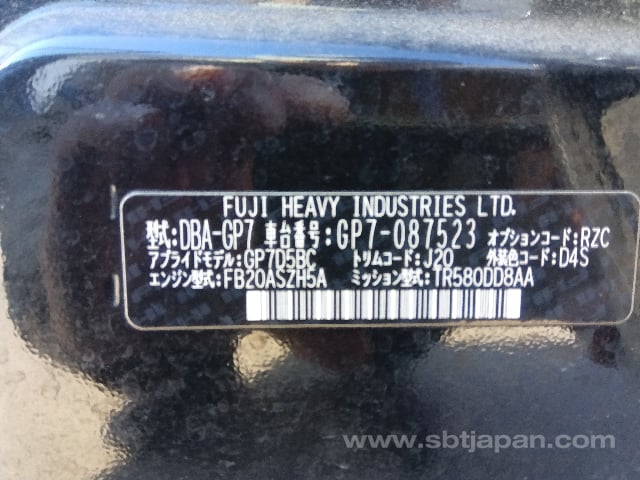 FUJI HEAVY INDUSTRIES LTD.
型式:DBA-GP7 車台番号:GP7-087523 オプションコード:RZC
アプライドモデル:GP7D5BC トリムコード:J20 外装色コード:D4S
エンジン型式:FB20ASZH5A ミッション型式:TR580DD8AA
www.sbtjapan.com